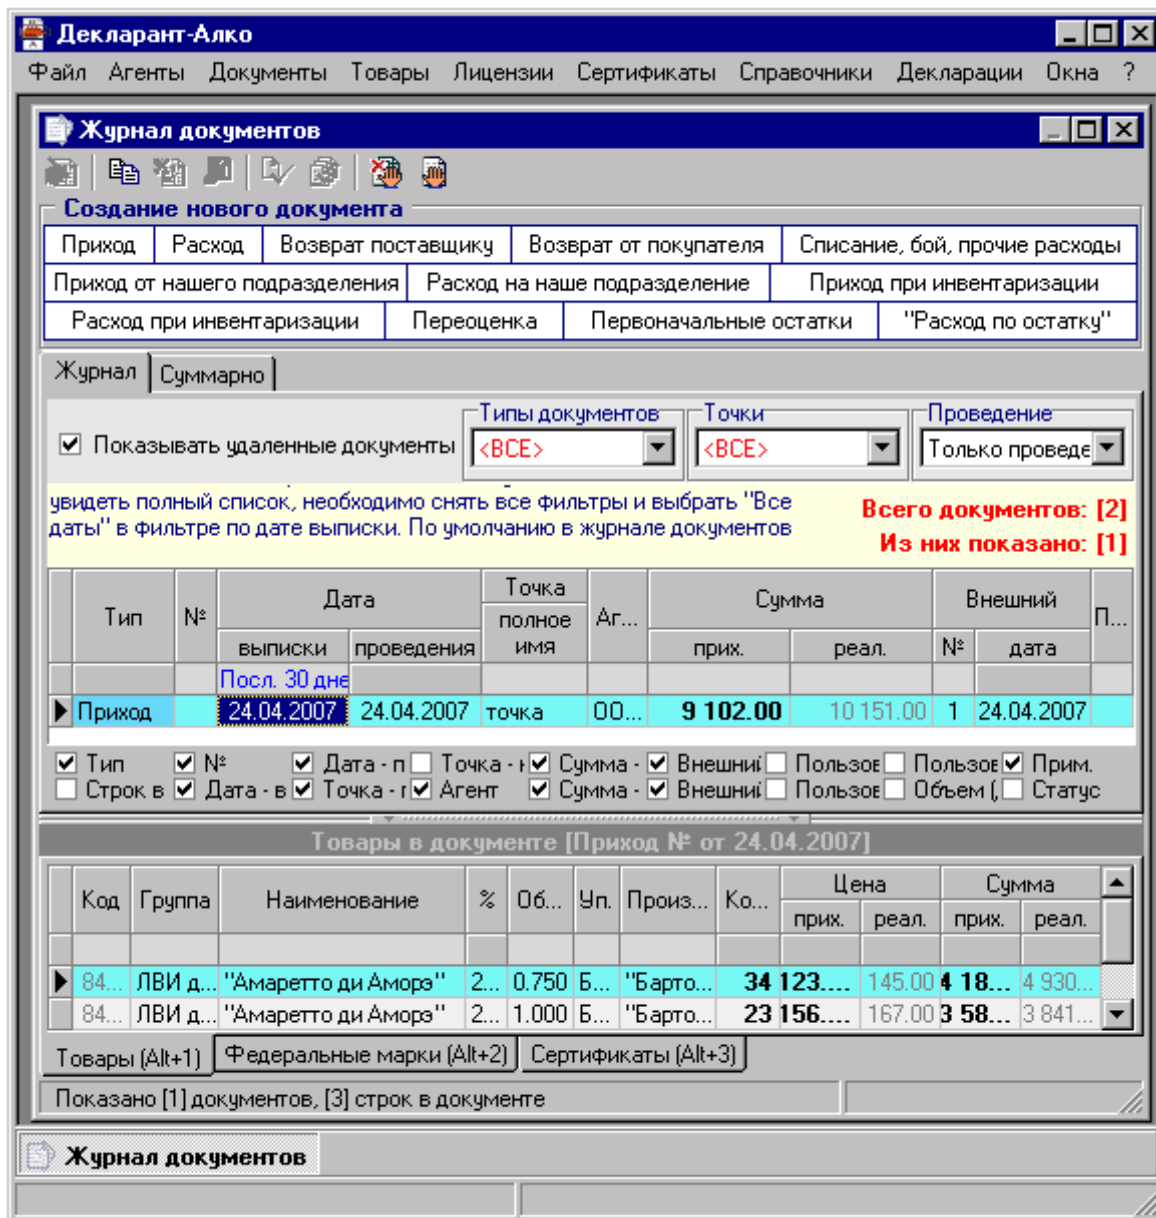 Декларант-Алко
Файл Агенты Документы Товары Лицензии Сертификаты Справочники Декларации Окна ?
Журнал документов
Создание нового документа
Приход Расход Возврат поставщику Возврат от покупателя Списание, бой, прочие расходы
Приход от нашего подразделения Расход на наше подразделение Приход при инвентаризации
Расход при инвентаризации Переоценка Первоначальные остатки "Расход по остатку"
Журнал Суммарно
Типы документов Точки Проведение
Показывать удаленные документы <ВСЕ> <ВСЕ> Только проведе
увидеть полный список, необходимо снять все фильтры и выбрать "Все
даты" в фильтре по дате выписки. По умолчанию в журнале документов
Всего документов: [2]
Из них показано: [1]
Тип № Дата Точка Аг... Сумма Внешний П...
выписки проведения полное имя прих. реал. № дата
Посл. 30 дне
Приход 24.04.2007 24.04.2007 точка ОО... 9 102.00 10 151.00 1 24.04.2007
Тип № Дата - п Точка - к Сумма - Внешний Пользов Пользов Прим.
Строк в Дата - в Точка - г Агент Сумма - Внешний Пользов Объем (, Статус
Товары в документе [Приход № от 24.04.2007]
Код Группа Наименование % Об... Уп. Произ... Ко... Цена Сумма
прих. реал. прих. реал.
84... ЛВИ д... "Амаретто ди Аморэ" 2... 0.750 Б... "Барто... 34 123.... 145.00 4 18... 4 930...
84... ЛВИ д... "Амаретто ди Аморэ" 2... 1.000 Б... "Барто... 23 156.... 167.00 3 58... 3 841...
Товары (Alt+1) Федеральные марки (Alt+2) Сертификаты (Alt+3)
Показано [1] документов, [3] строк в документе
Журнал документов